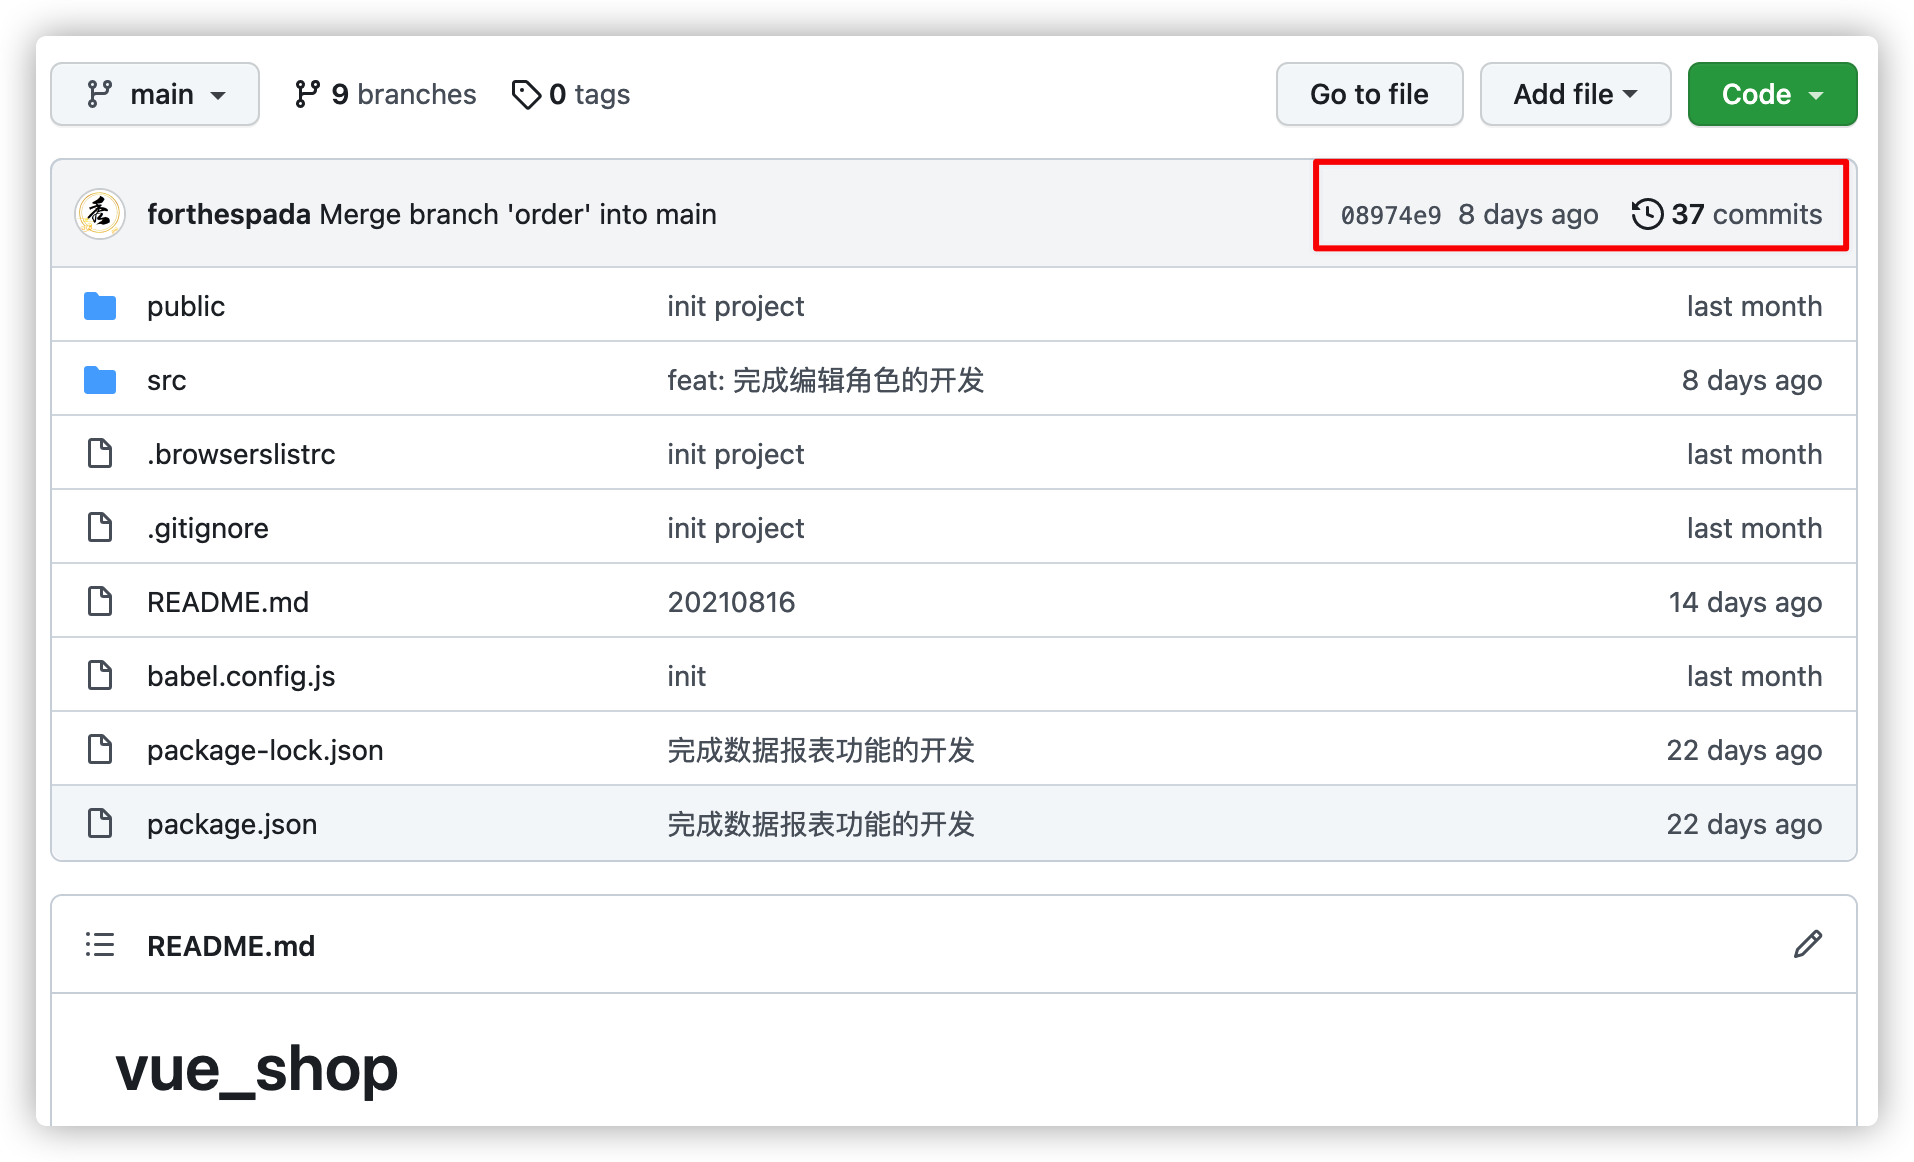 main 9 branches 0 tags Go to file Add file Code
forthespada Merge branch 'order' into main 08974e9 8 days ago 37 commits
public init project last month
src feat: 完成编辑角色的开发 8 days ago
.browserslistrc init project last month
.gitignore init project last month
README.md 20210816 14 days ago
babel.config.js init last month
package-lock.json 完成数据报表功能的开发 22 days ago
package.json 完成数据报表功能的开发 22 days ago
README.md
vue_shop